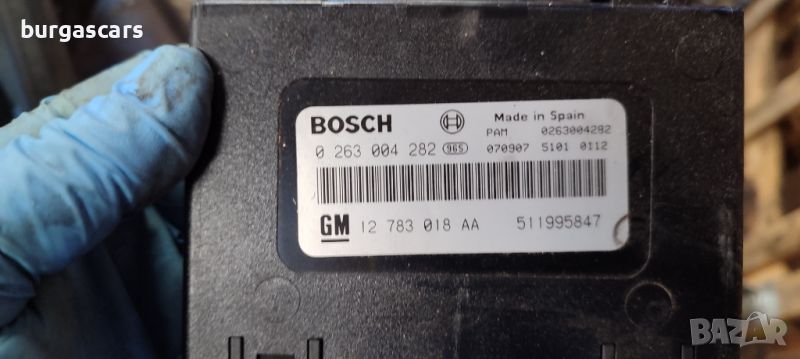 burgascars
BOSCH Made in Spain
PAM 0263004282
0 263 004 282 965 070907 5101 0112
GM 12 783 018 AA 511995847
BAZAR